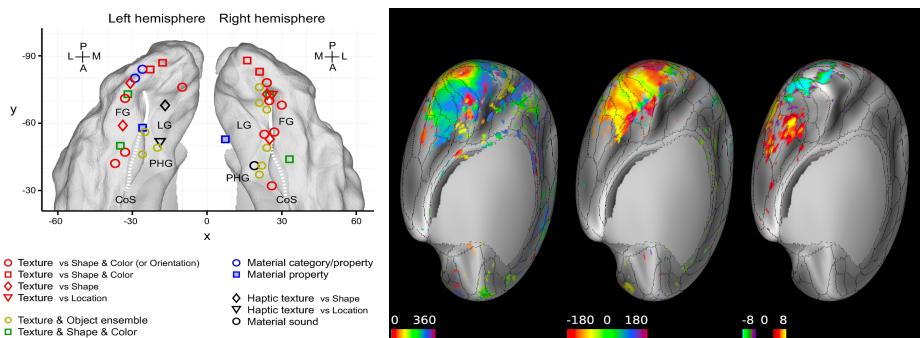 Left hemisphere Right hemisphere
P
L M
A
P
M L
A
-90
y
-60
-30
FG
LG
PHG
CoS
LG
FG
PHG
CoS
-60 -30 0 30 60
x
Texture vs Shape & Color (or Orientation)
Texture vs Shape & Color
Texture vs Shape
Texture vs Location
Texture & Object ensemble
Texture & Shape & Color
Material category/property
Material property
Haptic texture vs Shape
Haptic texture vs Location
Material sound
0 360
-180 0 180
-8 0 8